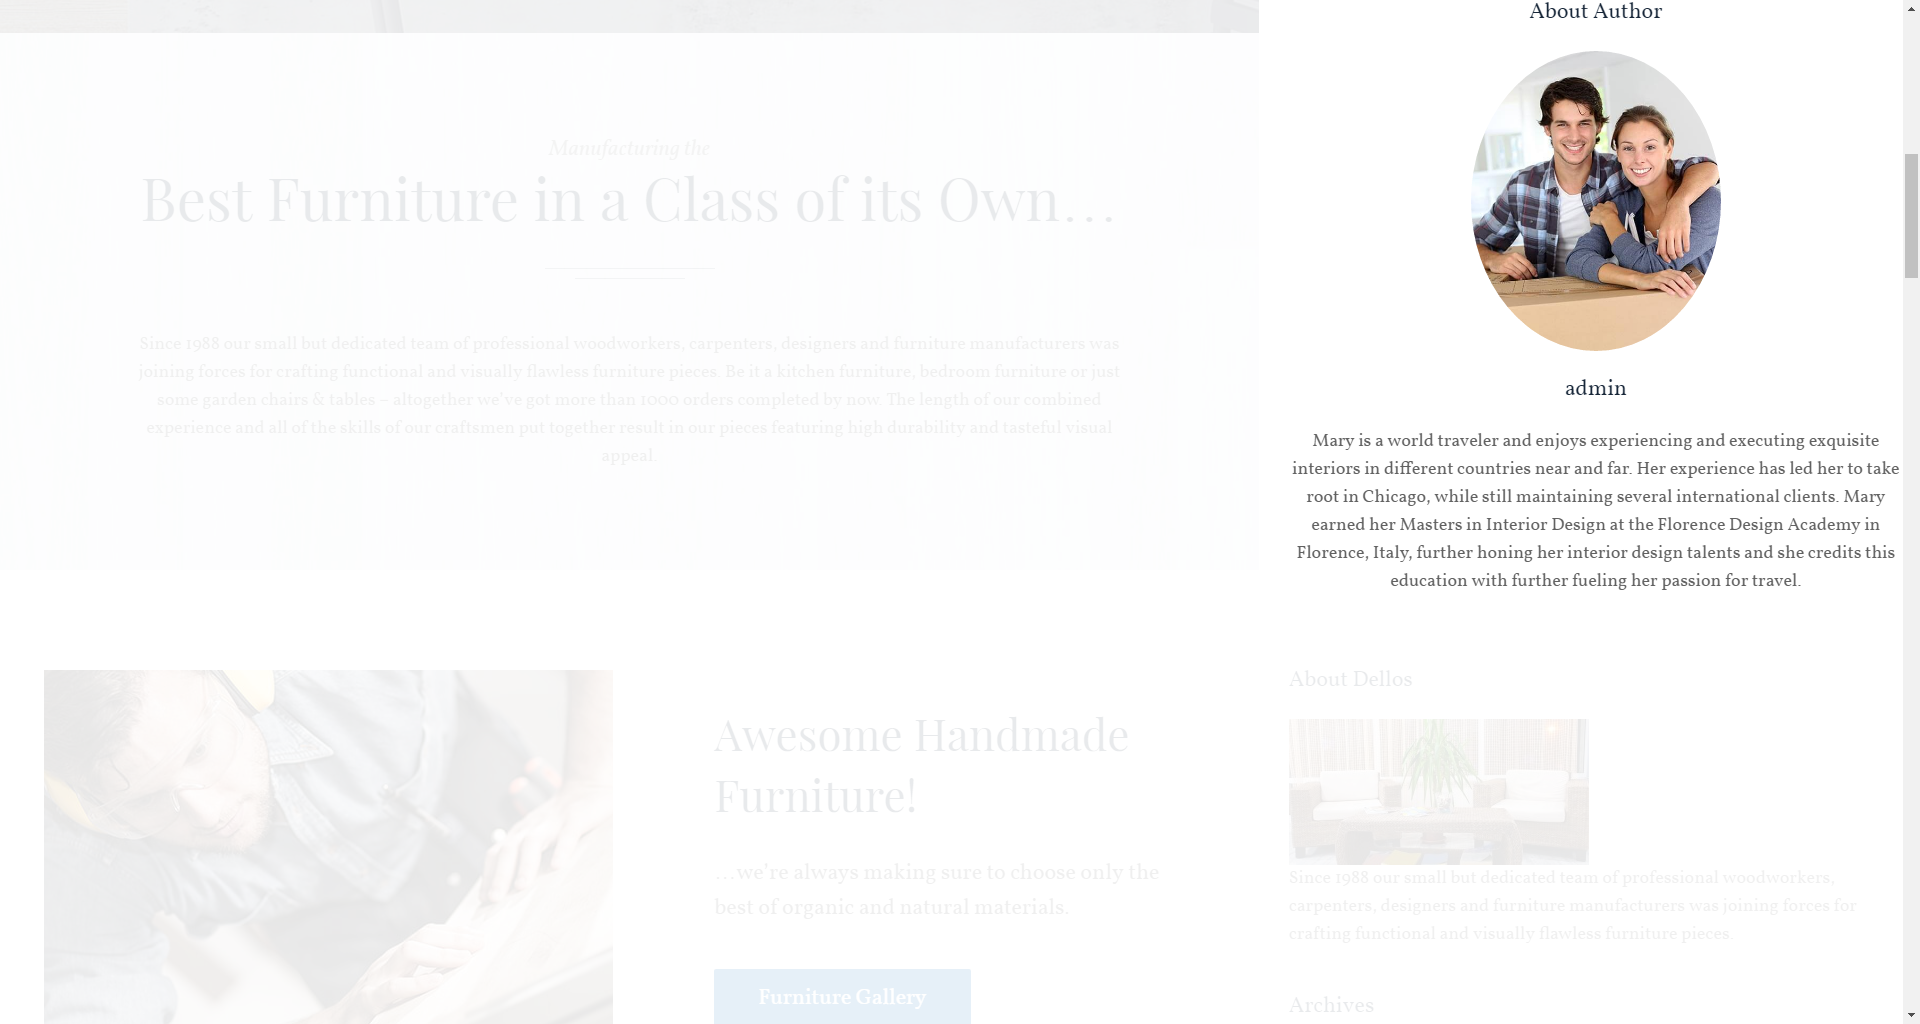 About Author
Manufacturing the
Best Furniture in a Class of its Own…
Since 1988 our small but dedicated team of professional woodworkers, carpenters, designers and furniture manufacturers was
joining forces for crafting functional and visually flawless furniture pieces. Be it a kitchen furniture, bedroom furniture or just
some garden chairs & tables – altogether we've got more than 1000 orders completed by now. The length of our combined
experience and all of the skills of our craftsmen put together result in our pieces featuring high durability and tasteful visual
appeal.
admin
Mary is a world traveler and enjoys experiencing and executing exquisite
interiors in different countries near and far. Her experience has led her to take
root in Chicago, while still maintaining several international clients. Mary
earned her Masters in Interior Design at the Florence Design Academy in
Florence, Italy, further honing her interior design talents and she credits this
education with further fueling her passion for travel.
Awesome Handmade
Furniture!
…we're always making sure to choose only the
best of organic and natural materials.
Furniture Gallery
About Dellos
Since 1988 our small but dedicated team of professional woodworkers,
carpenters, designers and furniture manufacturers was joining forces for
crafting functional and visually flawless furniture pieces.
Archives